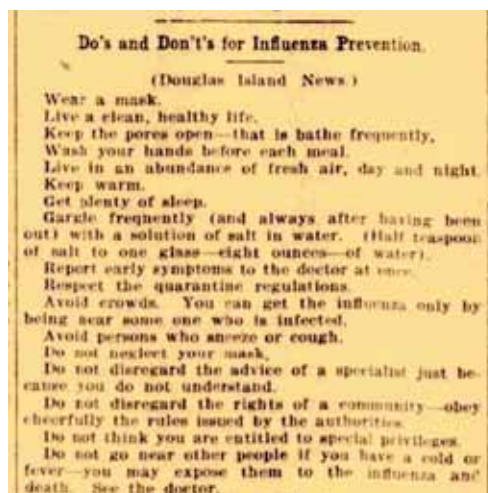 Do's and Don't's for Influenza Prevention.
(Douglas Island News.)
Wear a mask.
Live a clean, healthy life.
Keep the pores open—that is bathe frequently.
Wash your hands before each meal.
Live in an abundance of fresh air, day and night.
Keep warm.
Get plenty of sleep.
Gargle freqnently (and always after having been
out) with a solution of salt in water. (Half teaspoon
of salt to one glass—eight ounces—of water).
Report early symptoms to the doctor at once.
Respect the quarantine regulations.
Avoid crowds. You can get the influenza only by
being near some one who is infected.
Avoid persons who sneeze or cough.
Do not neglect your mask.
Do not disregard the advice of a specialist just be-
cause you do not understand.
Do not disregard the rights of a community—obey
cheerfully the rules issued by the authorities.
Do not think you are entitled to special privileges.
Do not go near other people if you have a cold or
fever—you may expose them to the influenza and
death. See the doctor.